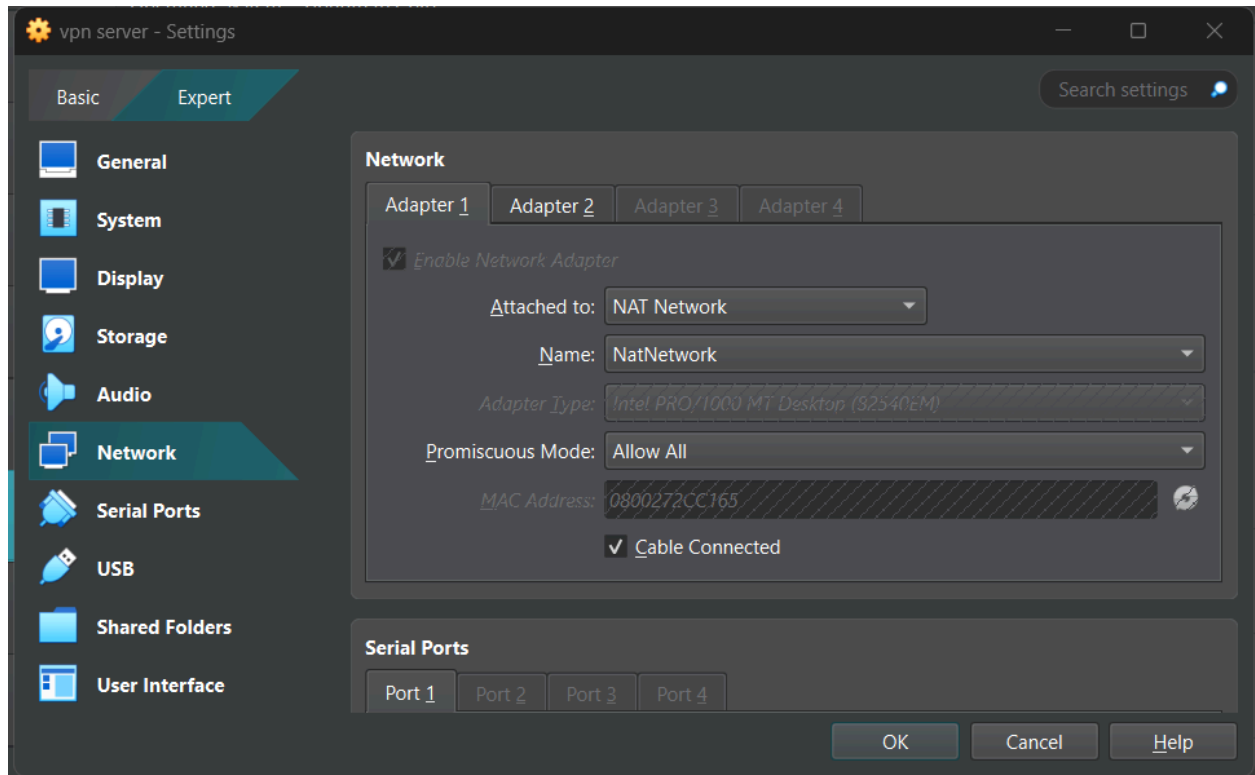 vpn server - Settings
Basic
Expert
Search settings
General
System
Display
Storage
Audio
Network
Serial Ports
USB
Shared Folders
User Interface
Network
Adapter 1
Adapter 2
Adapter 3
Adapter 4
Enable Network Adapter
Attached to: NAT Network
Name: NatNetwork
Adapter Type: Intel PRO/1000 MT Desktop (82540EM)
Promiscuous Mode: Allow All
MAC Address: 0800272CC165
Cable Connected
Serial Ports
Port 1
Port 2
Port 3
Port 4
OK
Cancel
Help